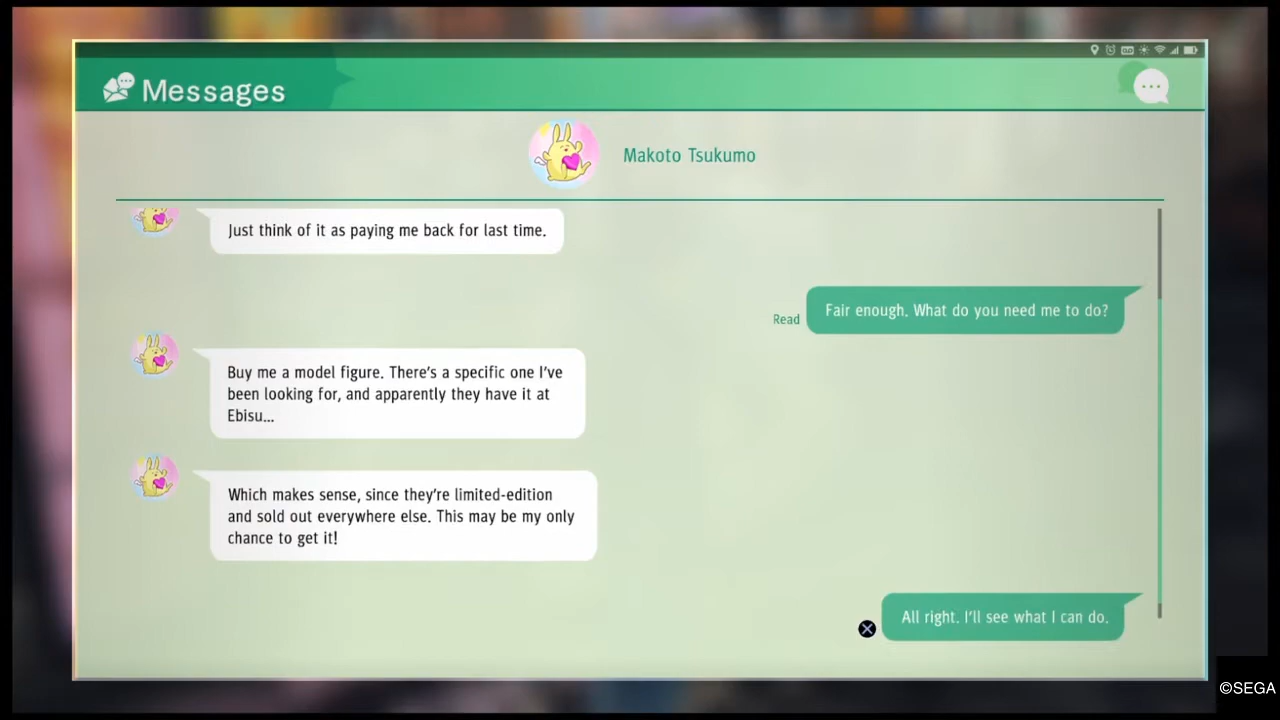 Messages
Makoto Tsukumo
Just think of it as paying me back for last time.
Fair enough. What do you need me to do?
Read
Buy me a model figure. There's a specific one I've
been looking for, and apparently they have it at
Ebisu...
Which makes sense, since they're limited-edition
and sold out everywhere else. This may be my only
chance to get it!
All right. I'll see what I can do.
©SEGA